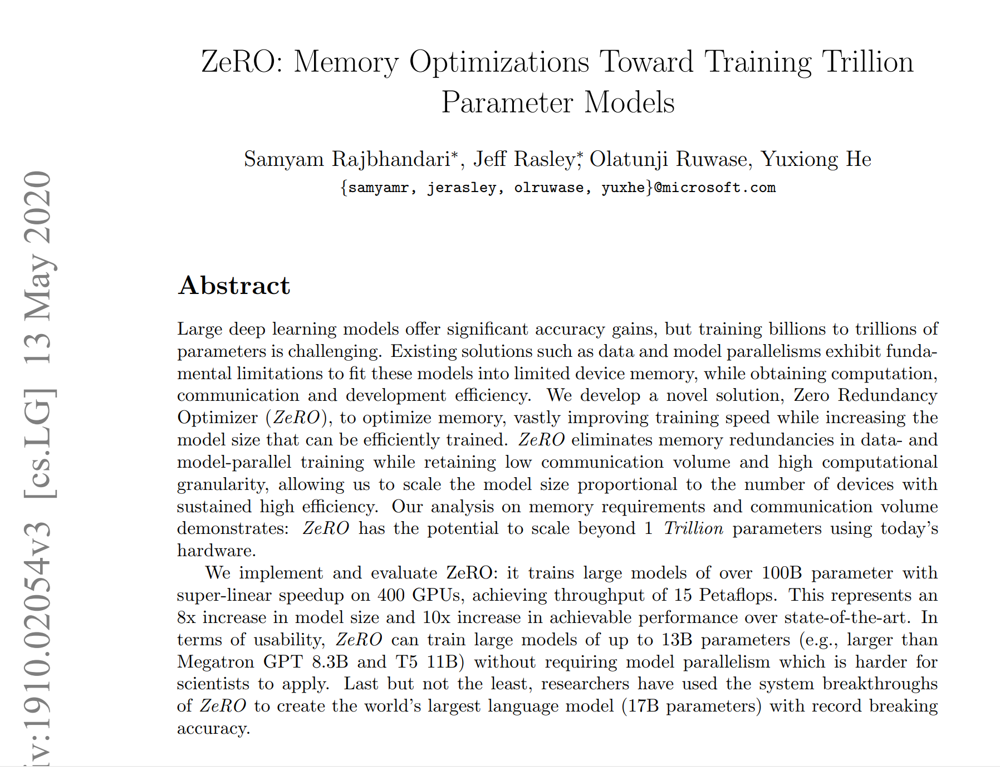 ZeRO: Memory Optimizations Toward Training Trillion
Parameter Models
Samyam Rajbhandari*, Jeff Rasley*, Olatunji Ruwase, Yuxiong He
{samyamr, jerasley, olruwase, yuxhe}@microsoft.com
Abstract
Large deep learning models offer significant accuracy gains, but training billions to trillions of
parameters is challenging. Existing solutions such as data and model parallelisms exhibit funda-
mental limitations to fit these models into limited device memory, while obtaining computation,
communication and development efficiency. We develop a novel solution, Zero Redundancy
Optimizer (ZeRO), to optimize memory, vastly improving training speed while increasing the
model size that can be efficiently trained. ZeRO eliminates memory redundancies in data- and
model-parallel training while retaining low communication volume and high computational
granularity, allowing us to scale the model size proportional to the number of devices with
sustained high efficiency. Our analysis on memory requirements and communication volume
demonstrates: ZeRO has the potential to scale beyond 1 Trillion parameters using today's
hardware.
We implement and evaluate ZeRO: it trains large models of over 100B parameter with
super-linear speedup on 400 GPUs, achieving throughput of 15 Petaflops. This represents an
8x increase in model size and 10x increase in achievable performance over state-of-the-art. In
terms of usability, ZeRO can train large models of up to 13B parameters (e.g., larger than
Megatron GPT 8.3B and T5 11B) without requiring model parallelism which is harder for
scientists to apply. Last but not the least, researchers have used the system breakthroughs
of ZeRO to create the world's largest language model (17B parameters) with record breaking
accuracy.
iv:1910.02054v3 [cs.LG] 13 May 2020